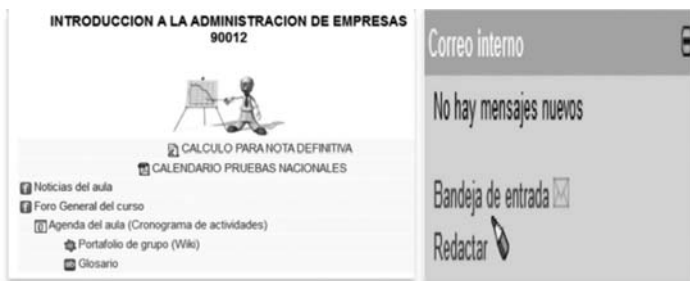 INTRODUCCION A LA ADMINISTRACION DE EMPRESAS
90012
CALCULO PARA NOTA DEFINITIVA
CALENDARIO PRUEBAS NACIONALES
Noticias del aula
Foro General del curso
Agenda del aula (Cronograma de actividades)
Portafolio de grupo (Wiki)
Glosario
Correo interno
No hay mensajes nuevos
Bandeja de entrada
Redactar